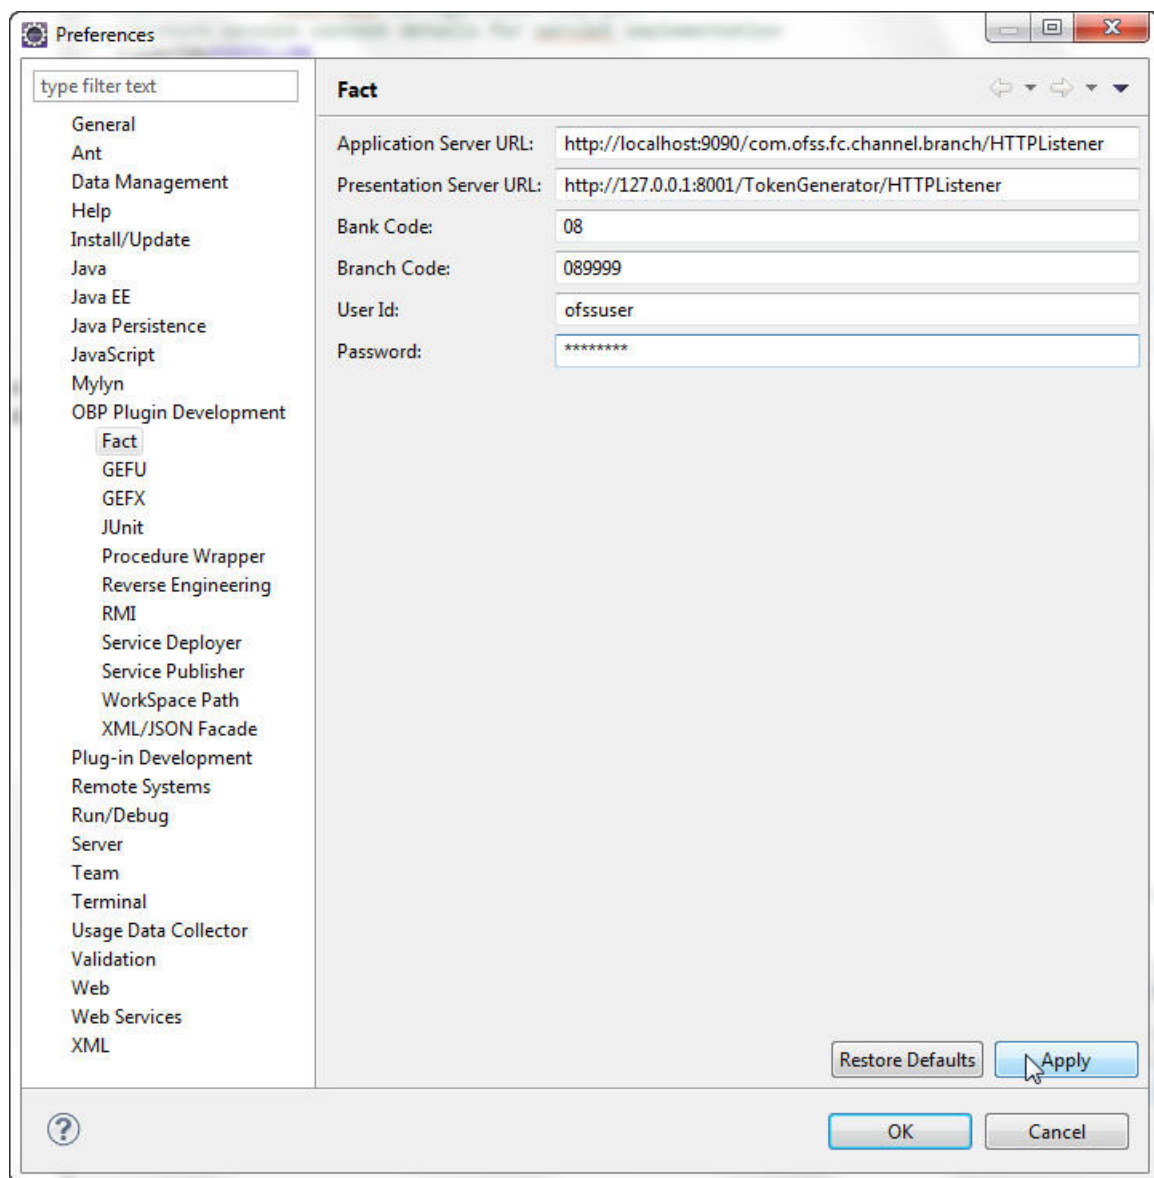 Preferences
type filter text
General
Ant
Data Management
Help
Install/Update
Java
Java EE
Java Persistence
JavaScript
Mylyn
OBP Plugin Development
Fact
GEFU
GEFX
JUnit
Procedure Wrapper
Reverse Engineering
RMI
Service Deployer
Service Publisher
WorkSpace Path
XML/JSON Facade
Plug-in Development
Remote Systems
Run/Debug
Server
Team
Terminal
Usage Data Collector
Validation
Web
Web Services
XML
Fact
Application Server URL: http://localhost:9090/com.ofss.fc.channel.branch/HTTPListener
Presentation Server URL: http://127.0.0.1:8001/TokenGenerator/HTTPListener
Bank Code: 08
Branch Code: 089999
User Id: ofssuser
Password: ********
Restore Defaults Apply
OK Cancel